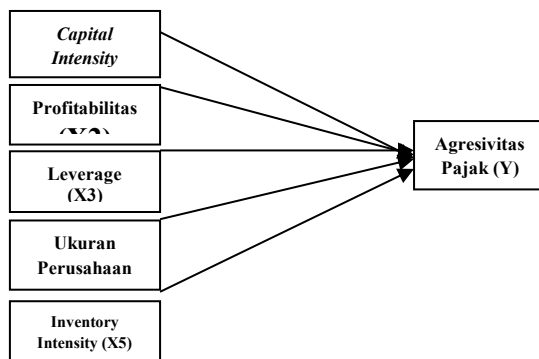 Capital
Intensity
Profitabilitas
Leverage
(X3)
Ukuran
Perusahaan
Inventory
Intensity (X5)
Agresivitas
Pajak (Y)